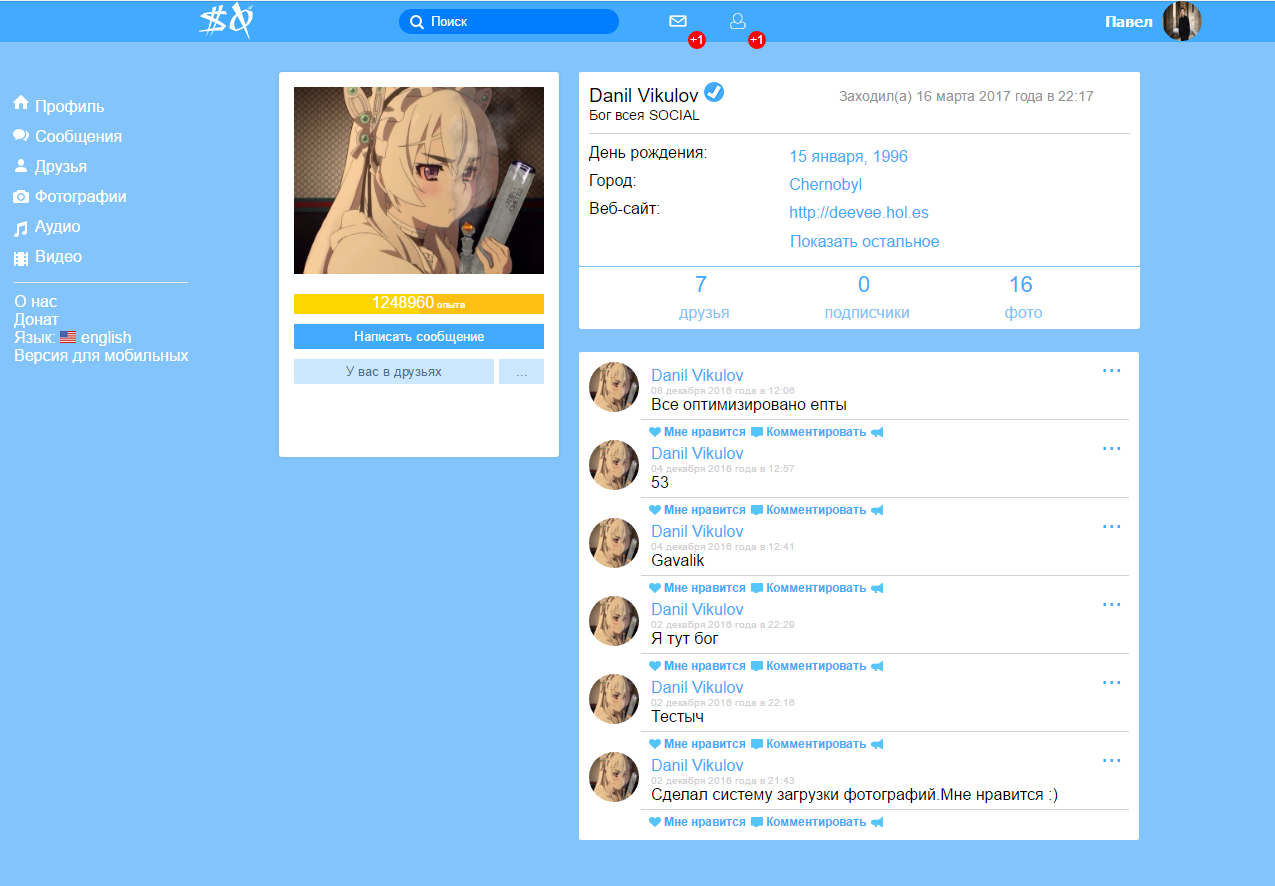 Поиск
+1
+1
Павел
Профиль
Сообщения
Друзья
Фотографии
Аудио
Видео
О нас
Донат
Язык: english
Версия для мобильных
1248960 опыта
Написать сообщение
У вас в друзьях
...
Danil Vikulov
Заходил(а) 16 марта 2017 года в 22:17
Бог всея SOCIAL
День рождения: 15 января, 1996
Город: Chernobyl
Веб-сайт: http://deevee.hol.es
Показать остальное
7 0 16
друзья подписчики фото
Danil Vikulov
...
08 декабря 2016 года в 12:06
Все оптимизировано епты
Мне нравится Комментировать
Danil Vikulov
...
04 декабря 2016 года в 12:57
53
Мне нравится Комментировать
Danil Vikulov
...
04 декабря 2016 года в 12:41
Gavalik
Мне нравится Комментировать
Danil Vikulov
...
02 декабря 2016 года в 22:29
Я тут бог
Мне нравится Комментировать
Danil Vikulov
...
02 декабря 2016 года в 22:16
Тестыч
Мне нравится Комментировать
Danil Vikulov
...
02 декабря 2016 года в 21:43
Сделал систему загрузки фотографий.Мне нравится :)
Мне нравится Комментировать